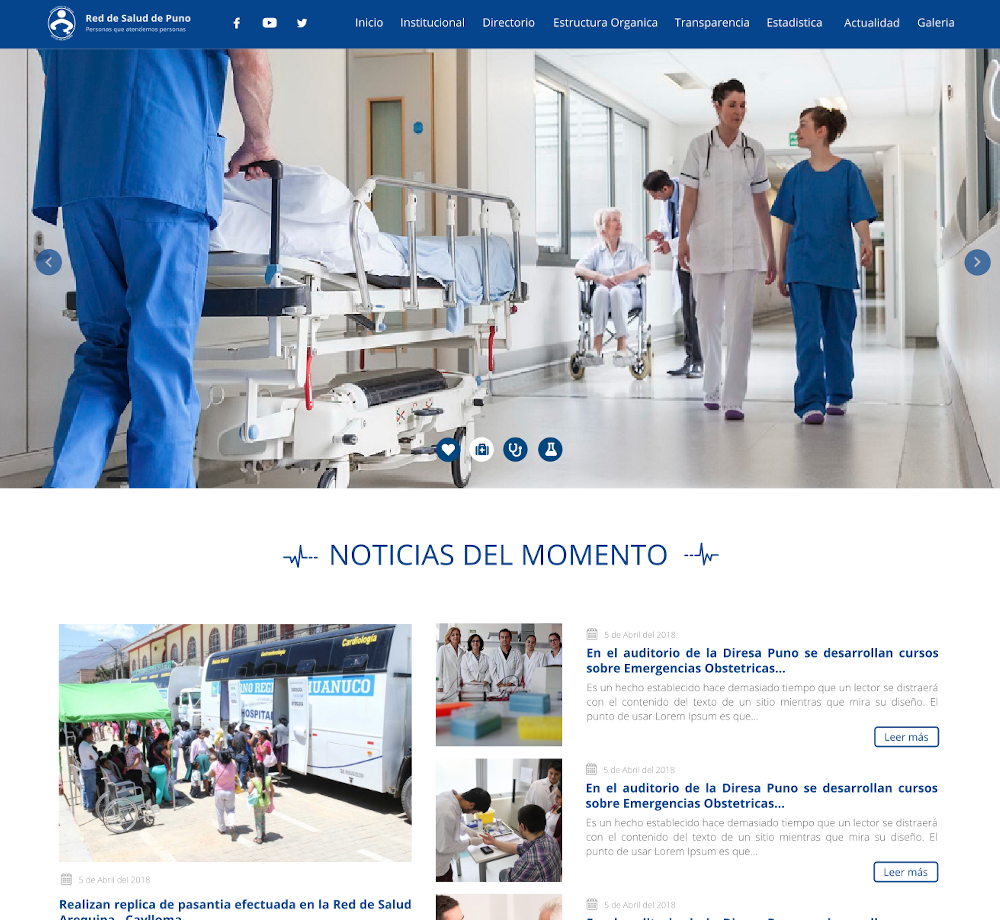 Red de Salud de Puno
Personas que atendemos personas
Inicio Institucional Directorio Estructura Organica Transparencia Estadistica Actualidad Galeria
NOTICIAS DEL MOMENTO
Cardiología
HUANUCO
HOSPITAL
5 de Abril del 2018
Realizan replica de pasantia efectuada en la Red de Salud
Arequipa - Caylloma
5 de Abril del 2018
En el auditorio de la Diresa Puno se desarrollan cursos
sobre Emergencias Obstetricas...
Es un hecho establecido hace demasiado tiempo que un lector se distraerá
con el contenido del texto de un sitio mientras que mira su diseño. El
punto de usar Lorem Ipsum es que...
Leer más
5 de Abril del 2018
En el auditorio de la Diresa Puno se desarrollan cursos
sobre Emergencias Obstetricas...
Es un hecho establecido hace demasiado tiempo que un lector se distraerá
con el contenido del texto de un sitio mientras que mira su diseño. El
punto de usar Lorem Ipsum es que...
Leer más
5 de Abril del 2018